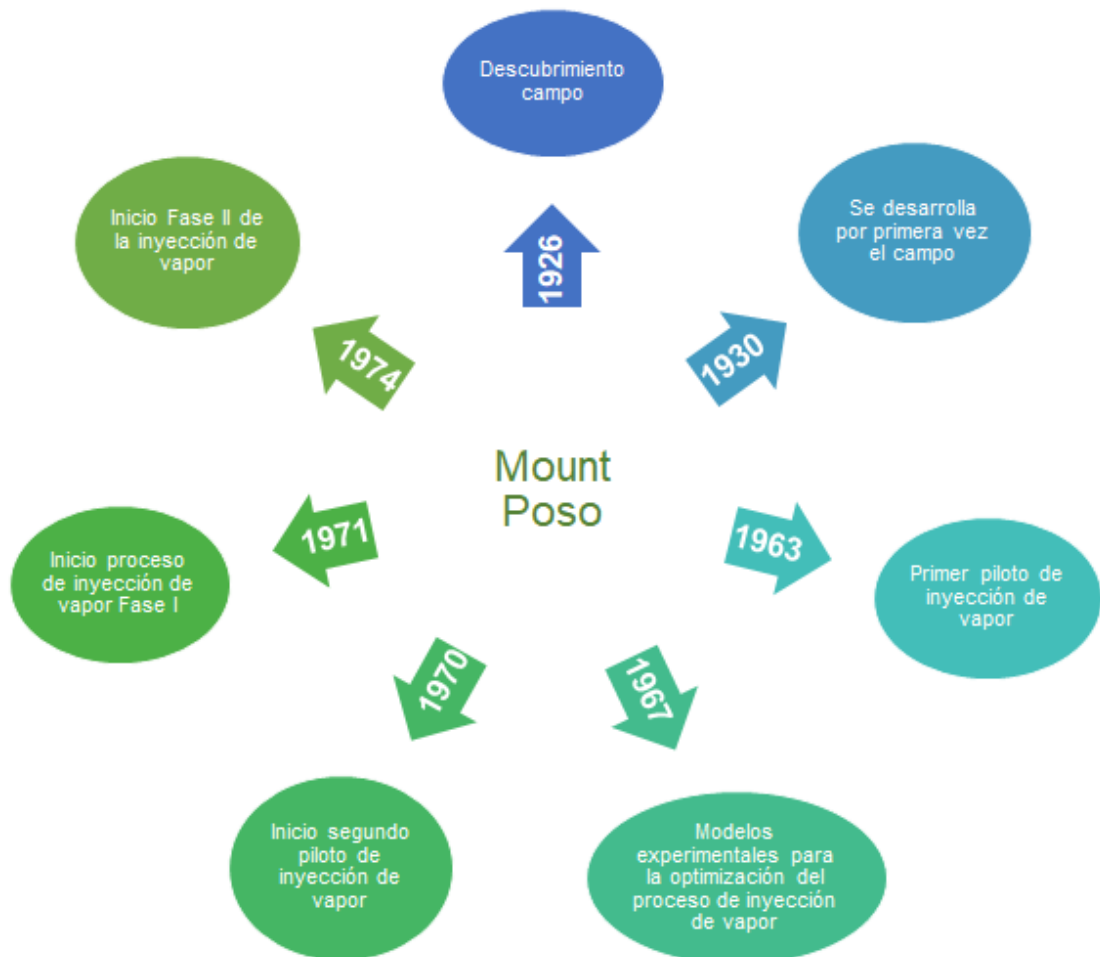 Mount
Poso
1926
Descubrimiento
campo
1930
Se desarrolla
por primera vez
el campo
1963
Primer piloto de
inyección de
vapor
1967
Modelos
experimentales para
la optimización del
proceso de inyección
de vapor
1970
Inicio segundo
piloto de
inyección de
vapor
1971
Inicio proceso
de inyección de
vapor Fase I
1974
Inicio Fase II de
la inyección de
vapor